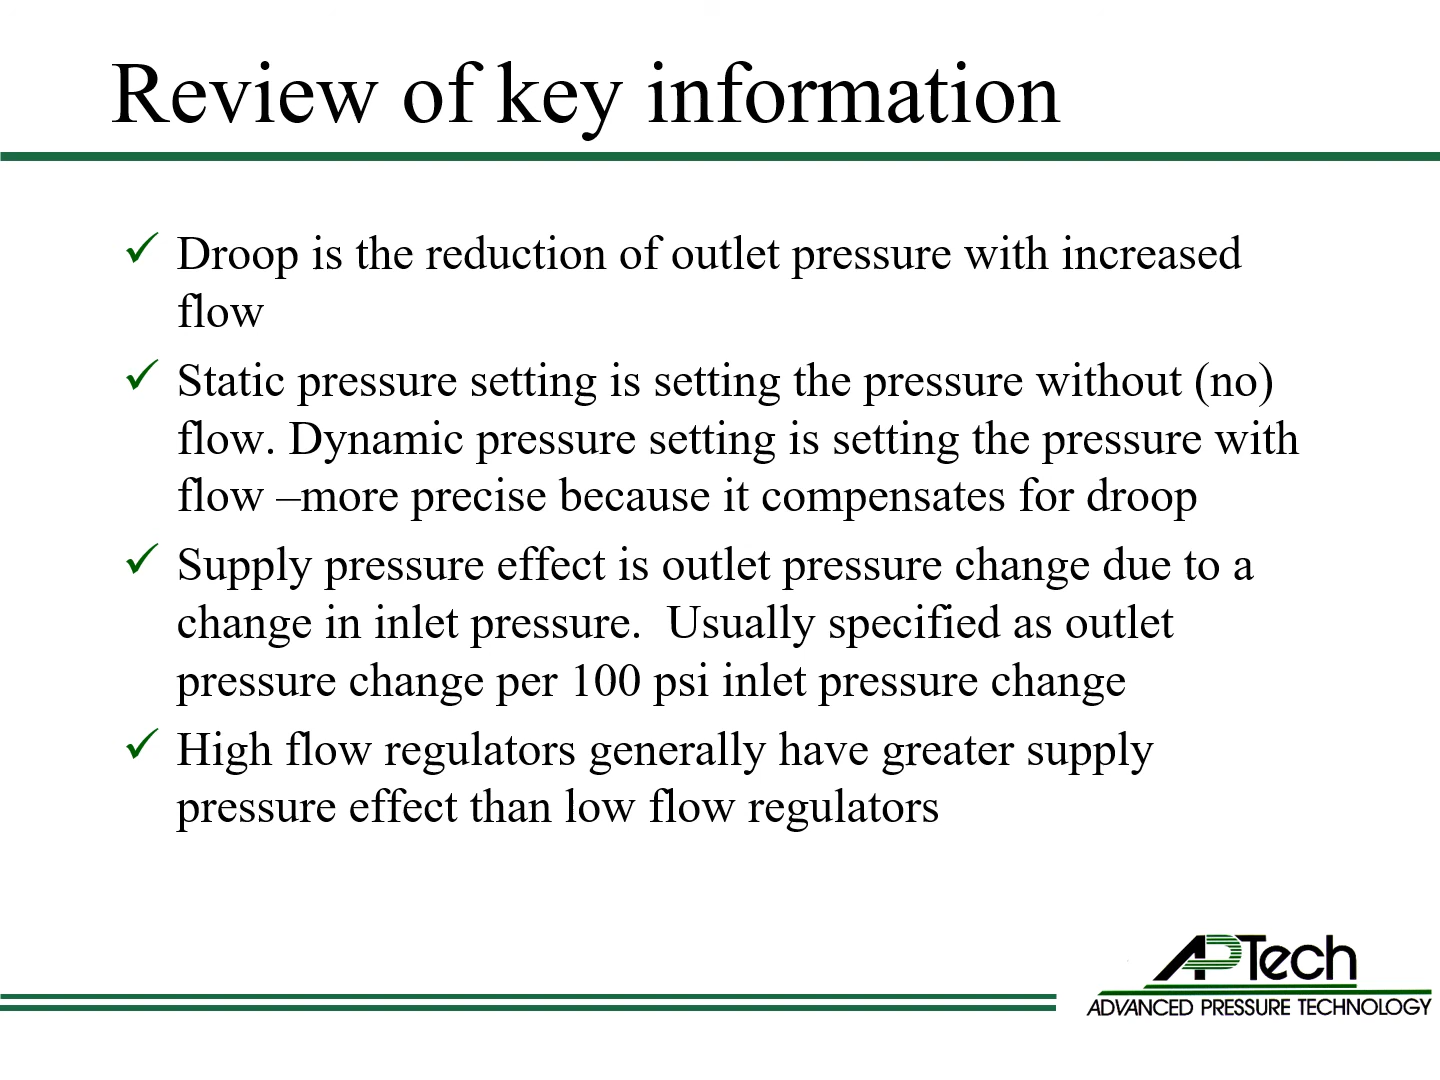 Review of key information
✓ Droop is the reduction of outlet pressure with increased
flow
✓ Static pressure setting is setting the pressure without (no)
flow. Dynamic pressure setting is setting the pressure with
flow –more precise because it compensates for droop
✓ Supply pressure effect is outlet pressure change due to a
change in inlet pressure.  Usually specified as outlet
pressure change per 100 psi inlet pressure change
✓ High flow regulators generally have greater supply
pressure effect than low flow regulators
APTech
ADVANCED PRESSURE TECHNOLOGY